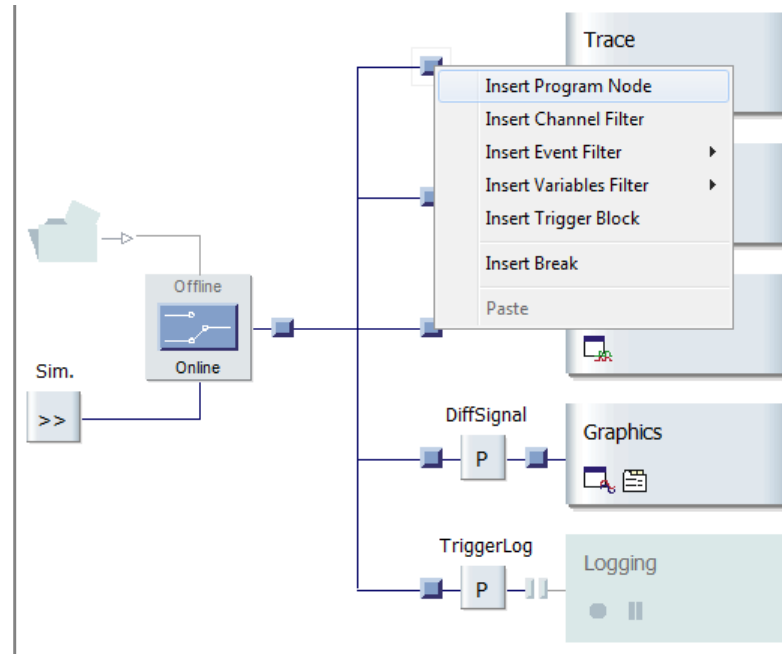 Trace
Insert Program Node
Insert Channel Filter
Insert Event Filter
Insert Variables Filter
Insert Trigger Block
Insert Break
Paste
Offline
Online
Sim.
>>
DiffSignal
P
Graphics
TriggerLog
P
Logging